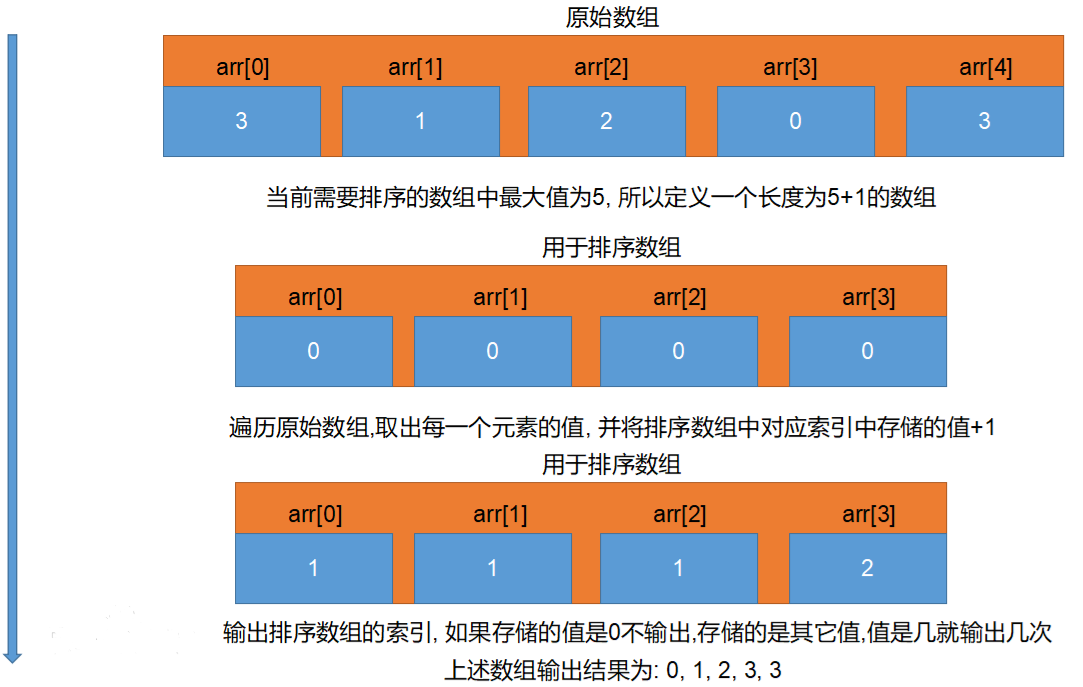 原始数组
arr[0] arr[1] arr[2] arr[3] arr[4]
3 1 2 0 3
当前需要排序的数组中最大值为5, 所以定义一个长度为5+1的数组
用于排序数组
arr[0] arr[1] arr[2] arr[3]
0 0 0 0
遍历原始数组,取出每一个元素的值, 并将排序数组中对应索引中存储的值+1
用于排序数组
arr[0] arr[1] arr[2] arr[3]
1 1 1 2
输出排序数组的索引, 如果存储的值是0不输出,存储的是其它值,值是几就输出几次
上述数组输出结果为: 0, 1, 2, 3, 3